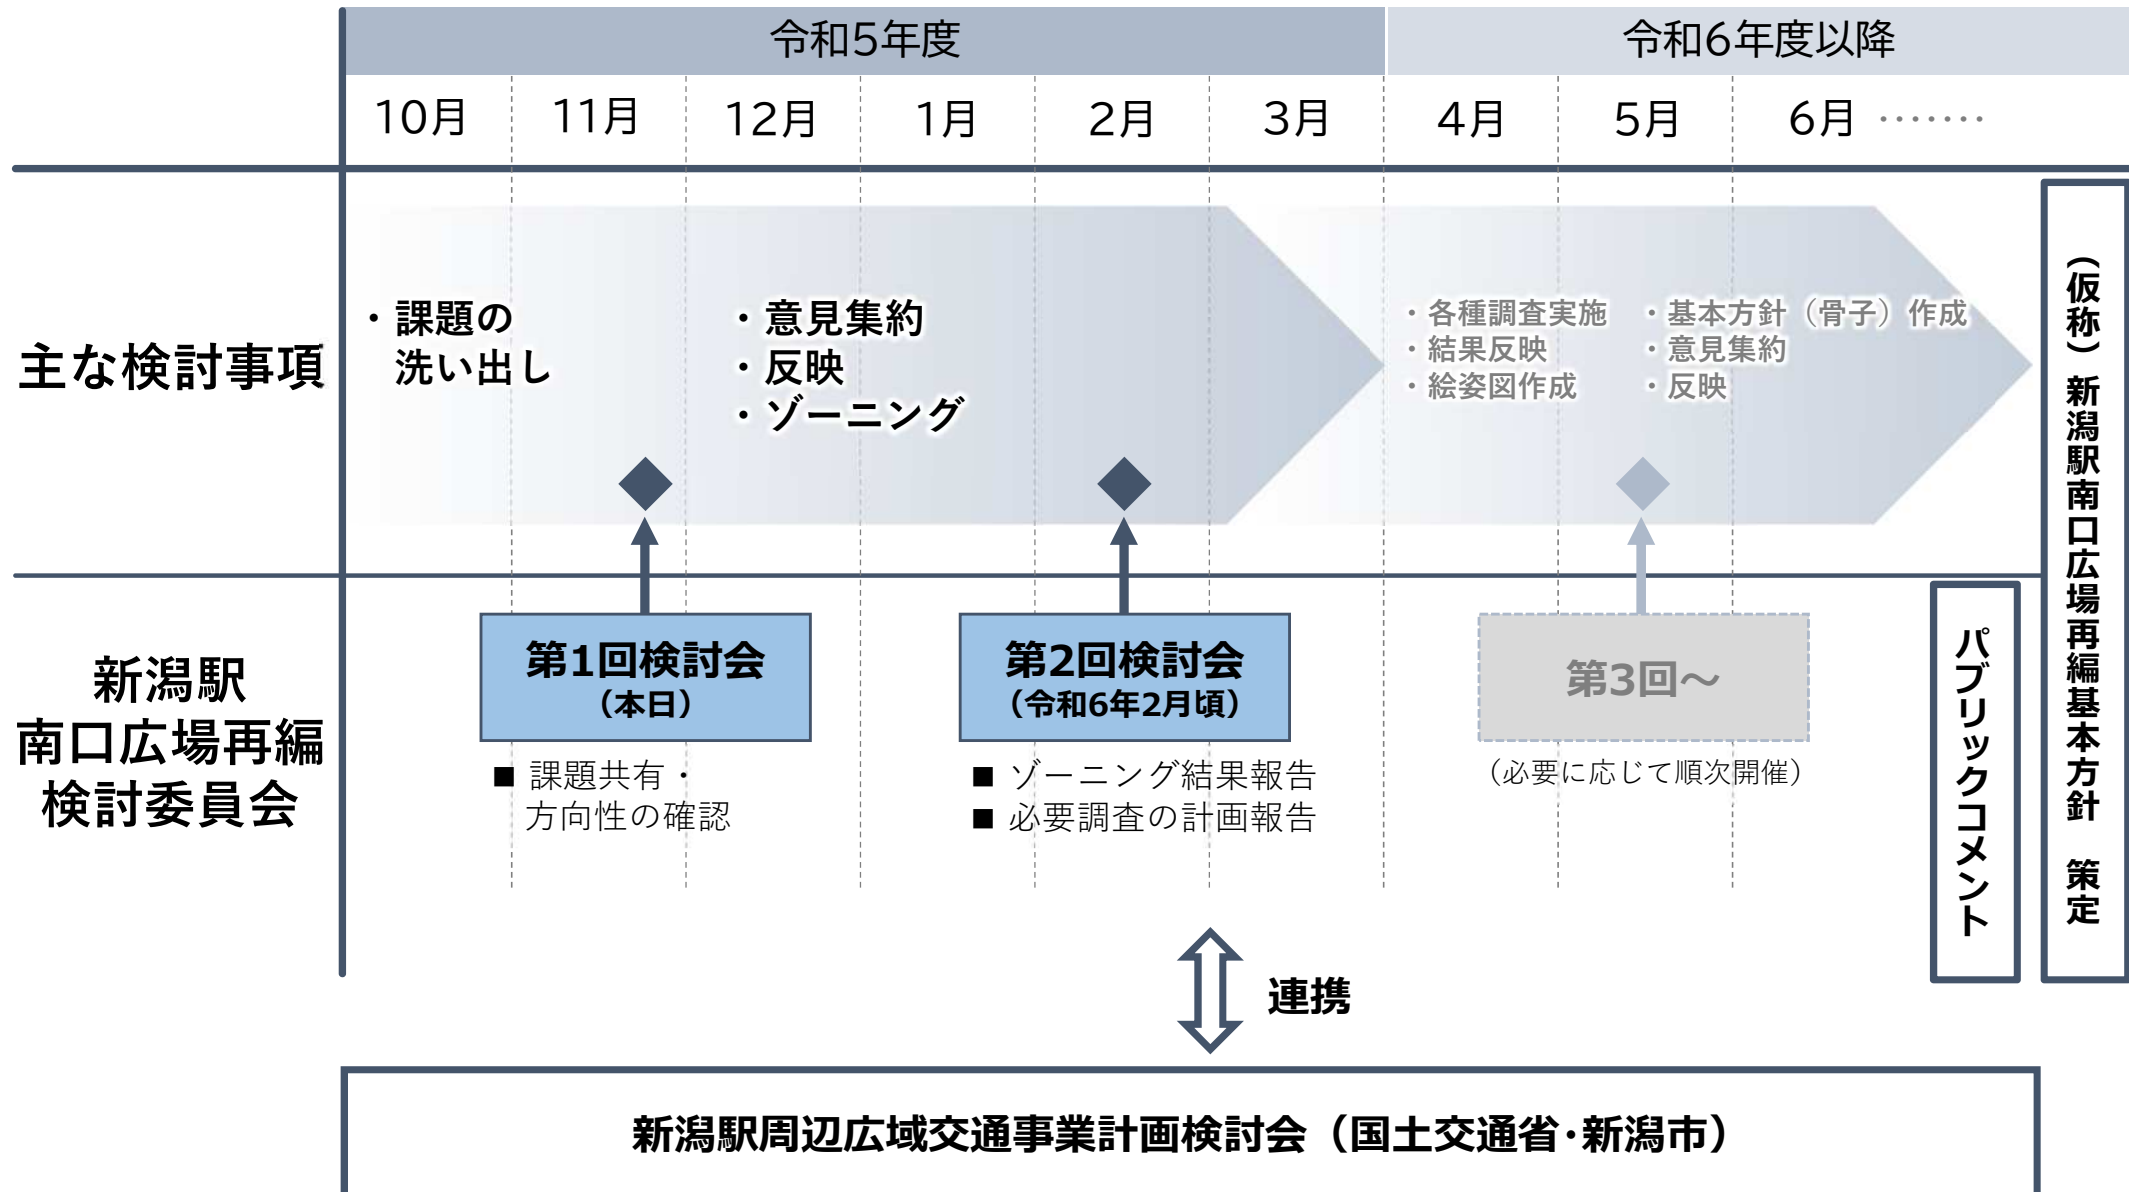 令和5年度
令和6年度以降
10月
11月
12月
1月
2月
3月
4月
5月
6月 ‥‥‥‥
主な検討事項
・課題の
洗い出し
・意見集約
・反映
・ゾーニング
・各種調査実施
・結果反映
・絵姿図作成
・基本方針（骨子）作成
・意見集約
・反映
（仮称）新潟駅南口広場再編基本方針　策定
新潟駅
南口広場再編
検討委員会
第1回検討会
（本日）
■ 課題共有・
方向性の確認
第2回検討会
（令和6年2月頃）
■ ゾーニング結果報告
■ 必要調査の計画報告
第3回～
（必要に応じて順次開催）
パブリックコメント
連携
新潟駅周辺広域交通事業計画検討会（国土交通省・新潟市）